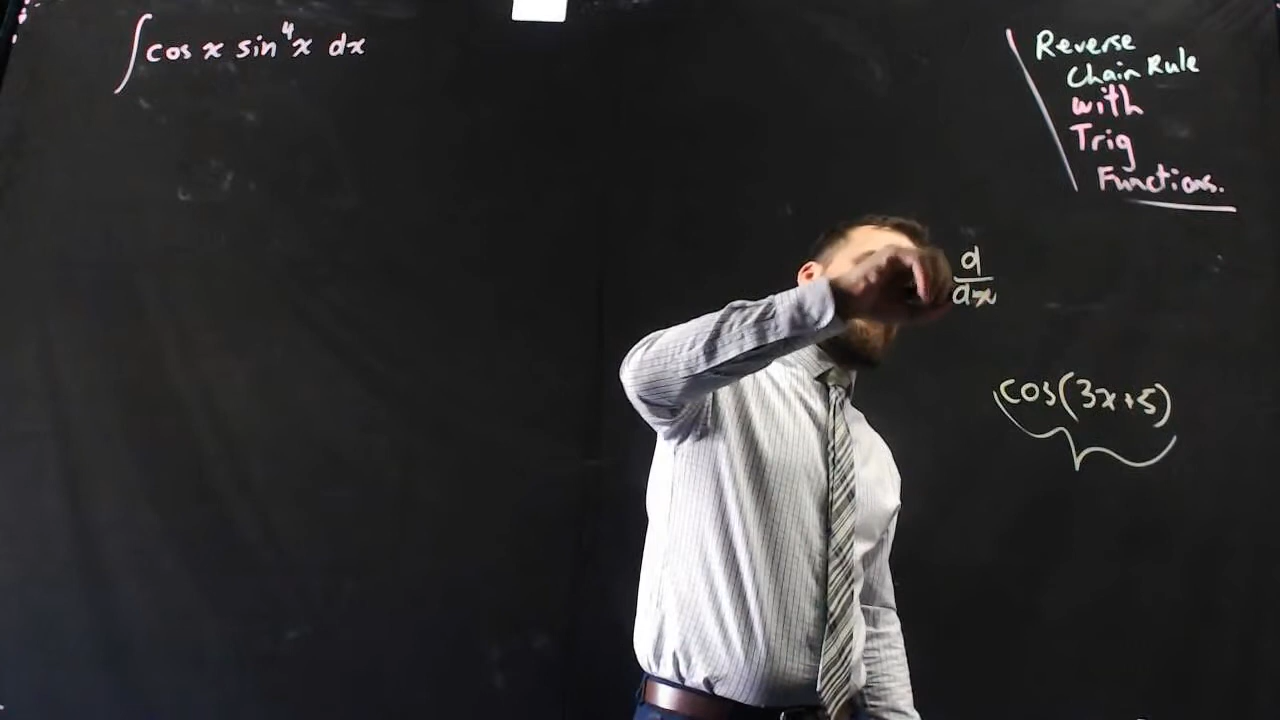 ∫cos x sin⁴x dx
Reverse
Chain Rule
with
Trig
Functions.
d
dx
cos(3x+5)